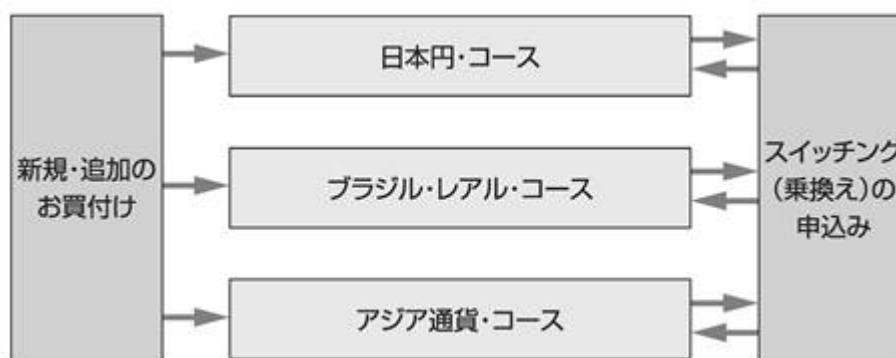 新規・追加の
お買付け
日本円・コース
ブラジル・レアル・コース
アジア通貨・コース
スイッチング
(乗換え)の
申込み